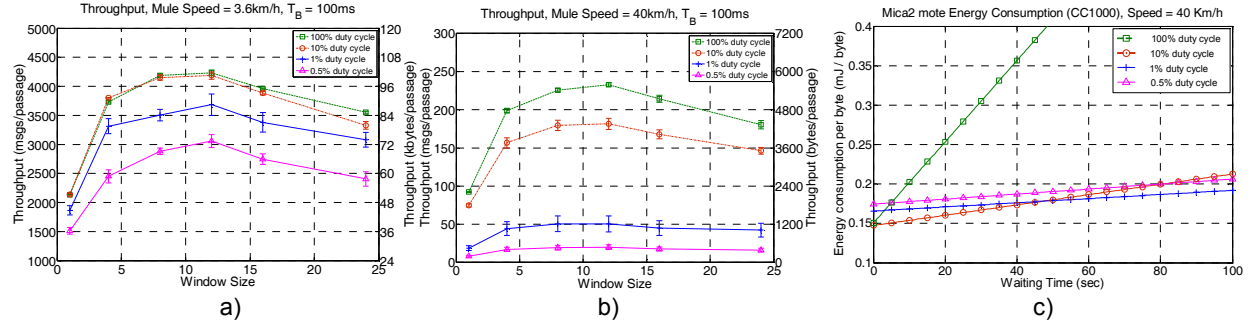 Throughput, Mule Speed = 3.6km/h, T_B = 100ms
Throughput (msgs/passage)
5000
4500
4000
3500
3000
2500
2000
1500
1000
0
5
10
15
20
25
Window Size
120
108
96
84
72
60
48
36
24
Throughput (kbytes/passage)
100% duty cycle
10% duty cycle
1% duty cycle
0.5% duty cycle
a)
Throughput, Mule Speed = 40km/h, T_B = 100ms
Throughput (msgs/passage)
300
250
200
150
100
50
0
0
5
10
15
20
25
Window Size
7200
6000
4800
3600
2400
1200
0
Throughput (bytes/passage)
100% duty cycle
10% duty cycle
1% duty cycle
0.5% duty cycle
b)
Mica2 mote Energy Consumption (CC1000), Speed = 40 Km/h
Energy consumption per byte (mJ / byte)
0.4
0.35
0.3
0.25
0.2
0.15
0.1
0
20
40
60
80
100
Waiting Time (sec)
100% duty cycle
10% duty cycle
1% duty cycle
0.5% duty cycle
c)